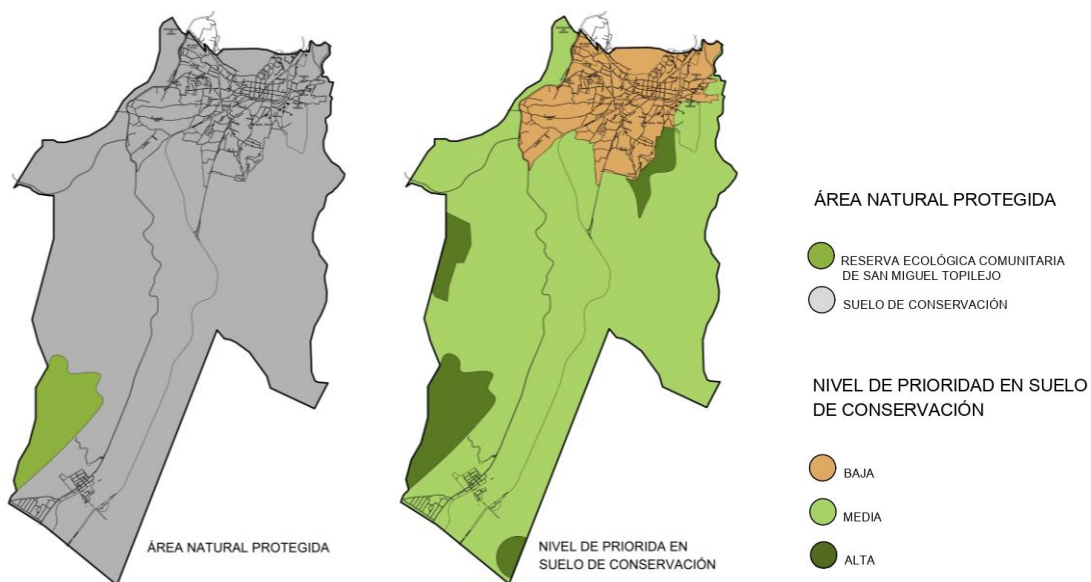 ÁREA NATURAL PROTEGIDA
RESERVA ECOLÓGICA COMUNITARIA
DE SAN MIGUEL TOPILEJO
SUELO DE CONSERVACIÓN
NIVEL DE PRIORIDAD EN SUELO
DE CONSERVACIÓN
BAJA
MEDIA
ALTA
ÁREA NATURAL PROTEGIDA
NIVEL DE PRIORIDA EN
SUELO DE CONSERVACIÓN